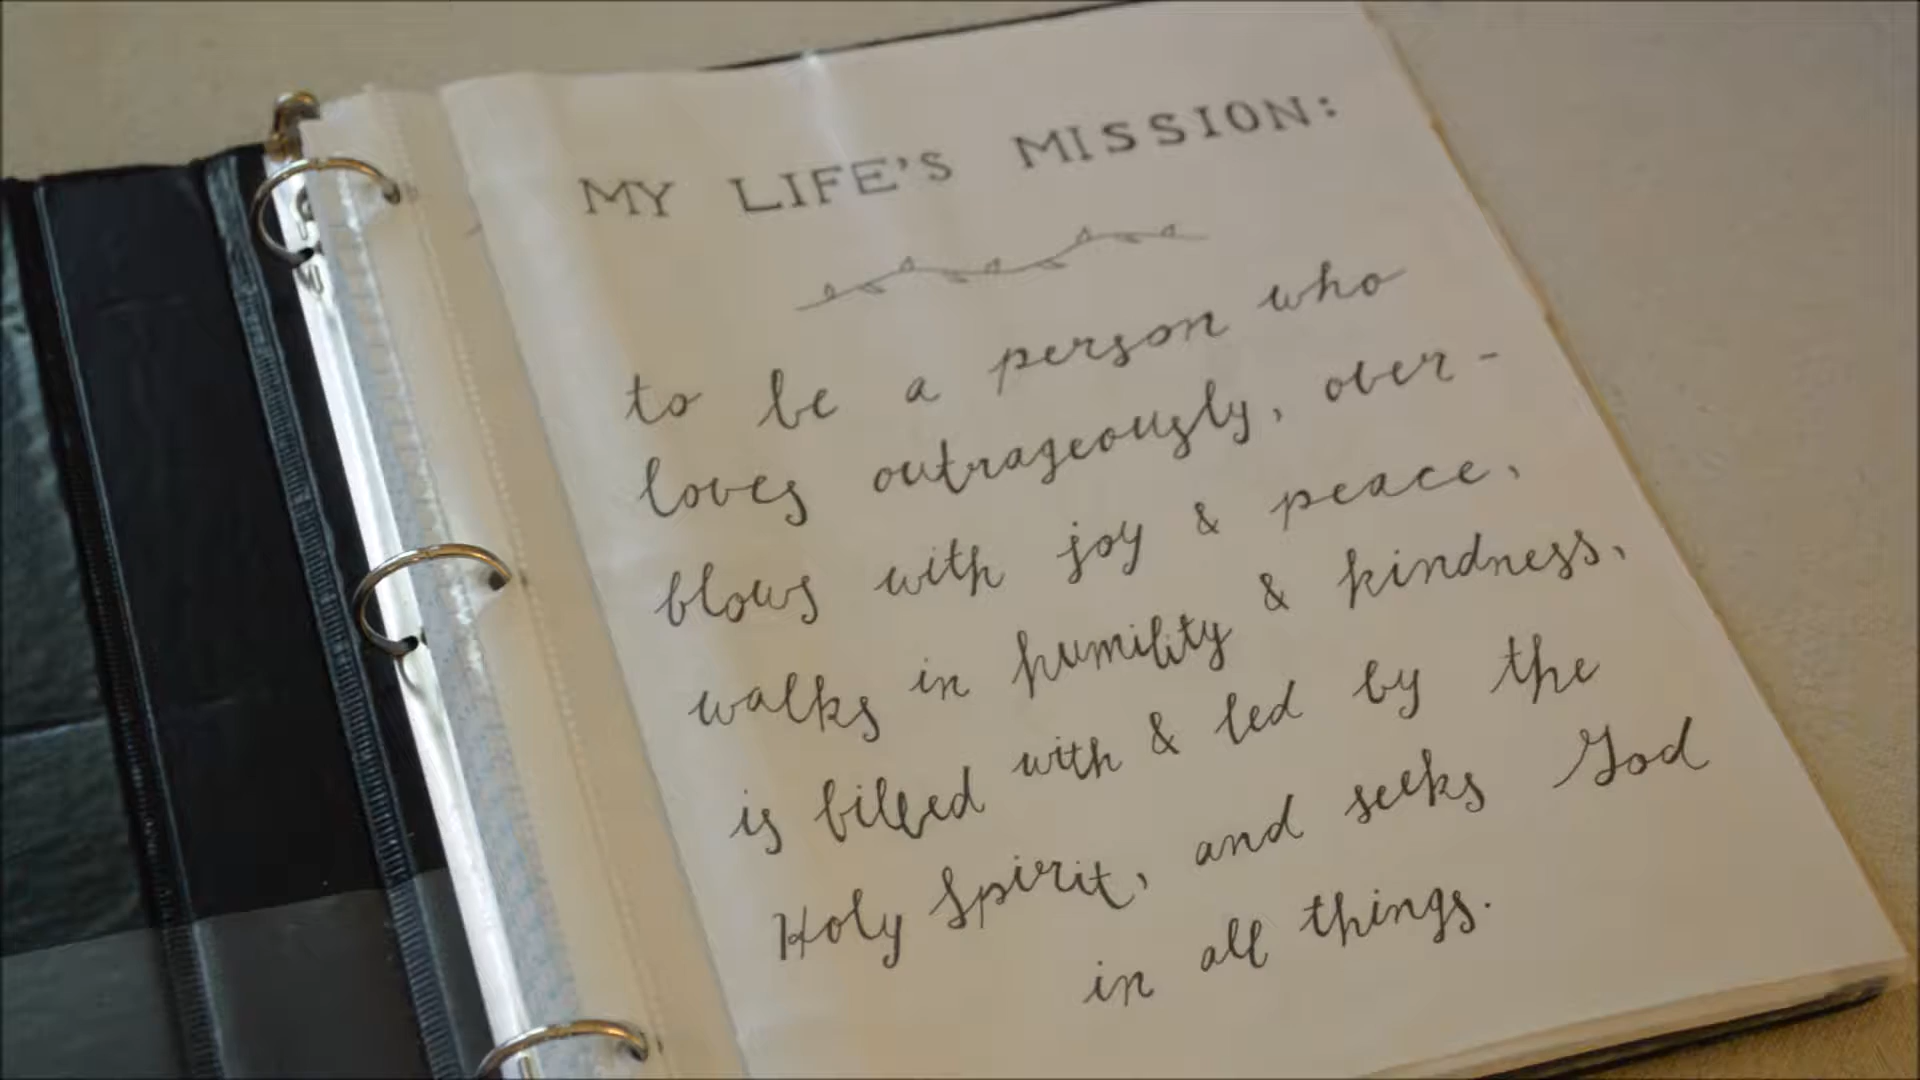 MY LIFE'S MISSION:
to be a person who
loves outrageously, over-
flows with joy & peace,
walks in humility & kindness,
is filled with & led by the
Holy Spirit, and seeks God
in all things.